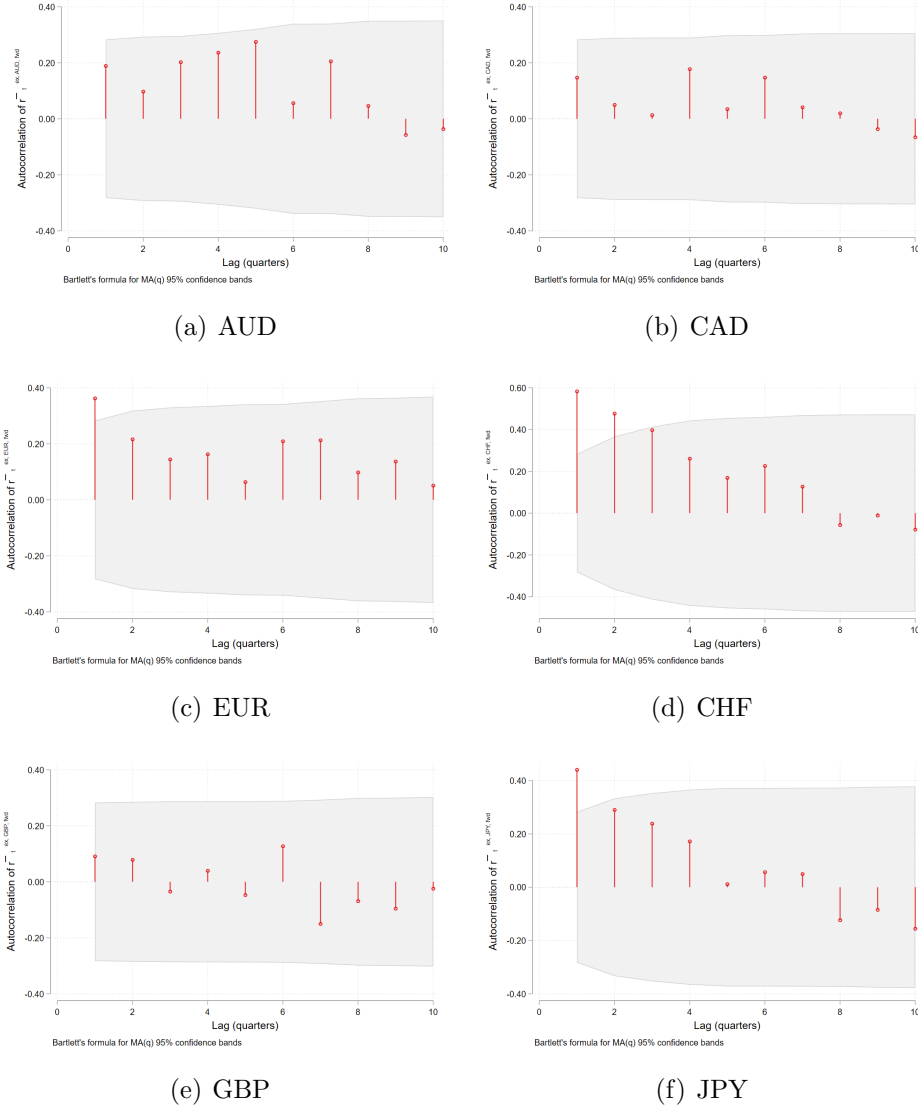 0.40
0.20
0.00
-0.20
-0.40
Autocorrelation of r̅ t ex, AUD, fwd
0 2 4 6 8 10
Lag (quarters)
Bartlett's formula for MA(q) 95% confidence bands
(a) AUD
0.40
0.20
0.00
-0.20
-0.40
Autocorrelation of r̅ t ex, CAD, fwd
0 2 4 6 8 10
Lag (quarters)
Bartlett's formula for MA(q) 95% confidence bands
(b) CAD
0.40
0.20
0.00
-0.20
-0.40
Autocorrelation of r̅ t ex, EUR, fwd
0 2 4 6 8 10
Lag (quarters)
Bartlett's formula for MA(q) 95% confidence bands
(c) EUR
0.60
0.40
0.20
0.00
-0.20
-0.40
Autocorrelation of r̅ t ex, CHF, fwd
0 2 4 6 8 10
Lag (quarters)
Bartlett's formula for MA(q) 95% confidence bands
(d) CHF
0.40
0.20
0.00
-0.20
-0.40
Autocorrelation of r̅ t ex, GBP, fwd
0 2 4 6 8 10
Lag (quarters)
Bartlett's formula for MA(q) 95% confidence bands
(e) GBP
0.40
0.20
0.00
-0.20
-0.40
Autocorrelation of r̅ t ex, JPY, fwd
0 2 4 6 8 10
Lag (quarters)
Bartlett's formula for MA(q) 95% confidence bands
(f) JPY